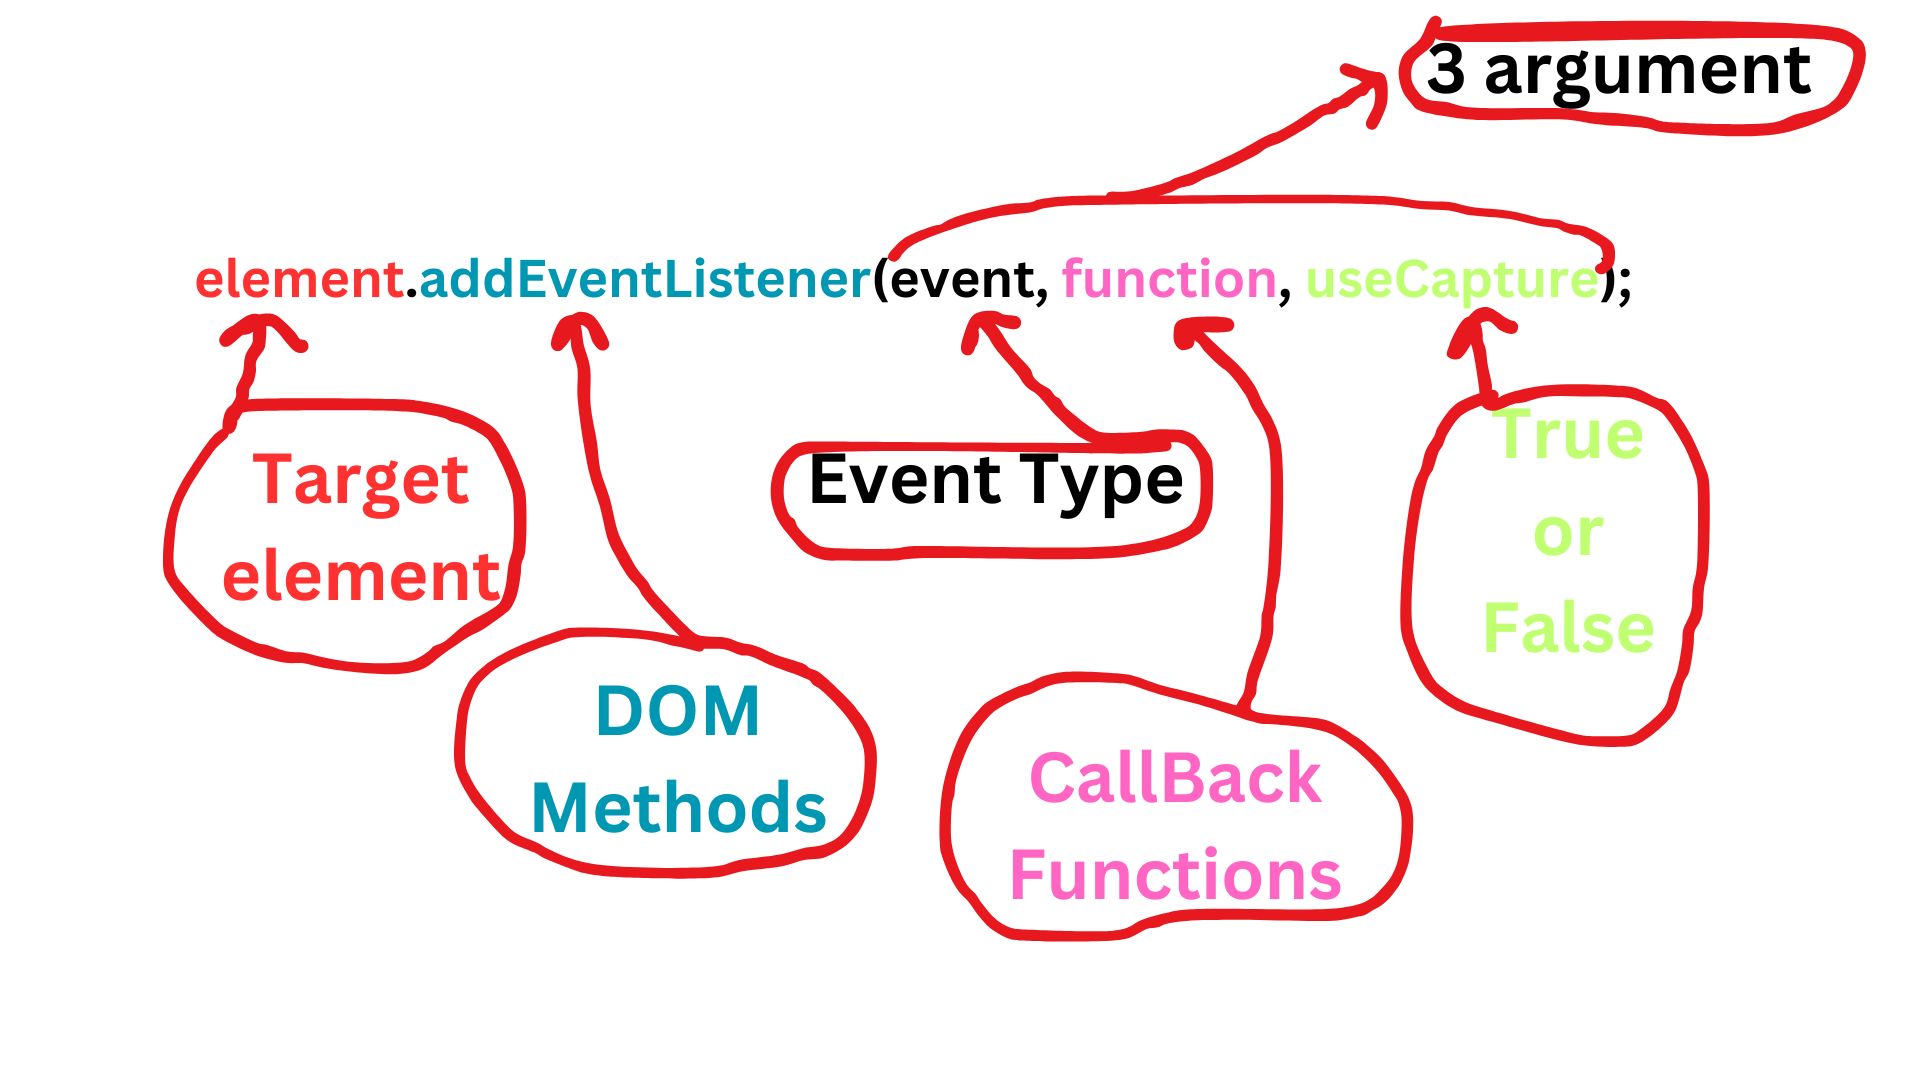 3 argument
element.addEventListener(event, function, useCapture);
Target
element
DOM
Methods
Event Type
CallBack
Functions
True
or
False